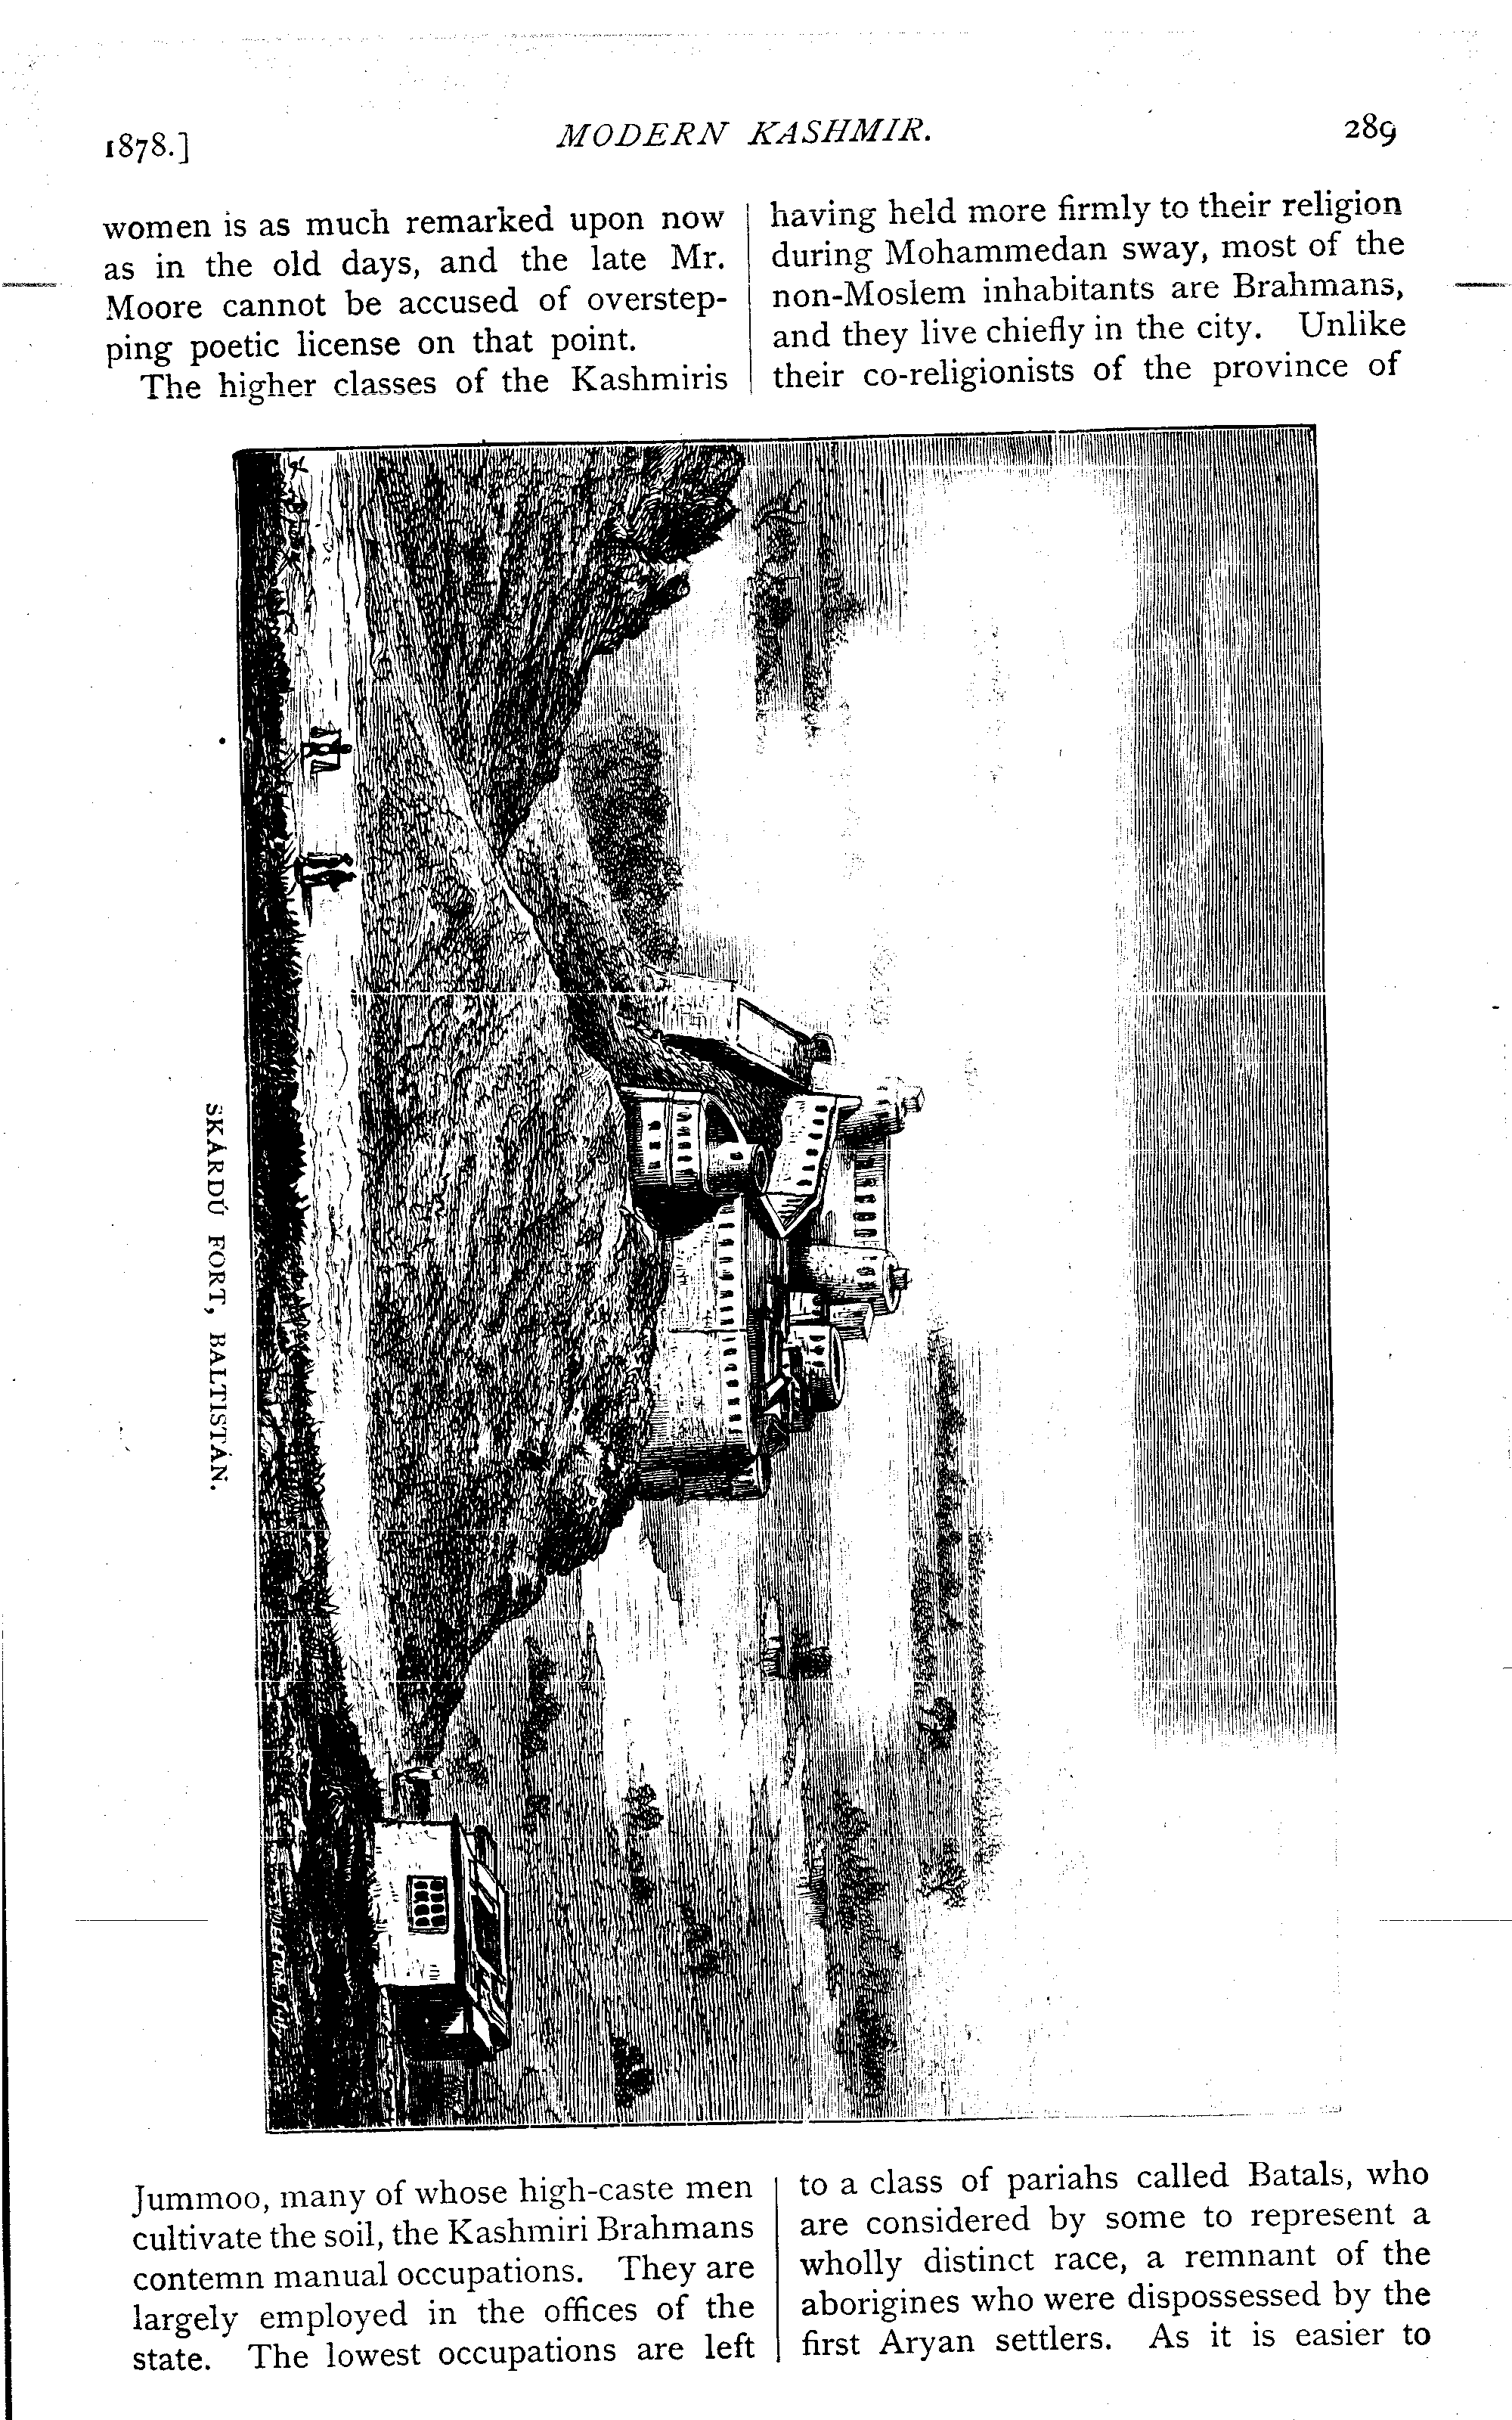 1878.] MODERN KASHMIR. 289
women is as much remarked upon now
as in the old days, and the late Mr.
Moore cannot be accused of overstep-
ping poetic license on that point.
The higher classes of the Kashmiris
having held more firmly to their religion
during Mohammedan sway, most of the
non-Moslem inhabitants are Brahmans,
and they live chiefly in the city. Unlike
their co-religionists of the province of
SKÁRDÚ FORT, BALTISTÁN.
Jummoo, many of whose high-caste men
cultivate the soil, the Kashmiri Brahmans
contemn manual occupations. They are
largely employed in the offices of the
state. The lowest occupations are left
to a class of pariahs called Batals, who
are considered by some to represent a
wholly distinct race, a remnant of the
aborigines who were dispossessed by the
first Aryan settlers. As it is easier to